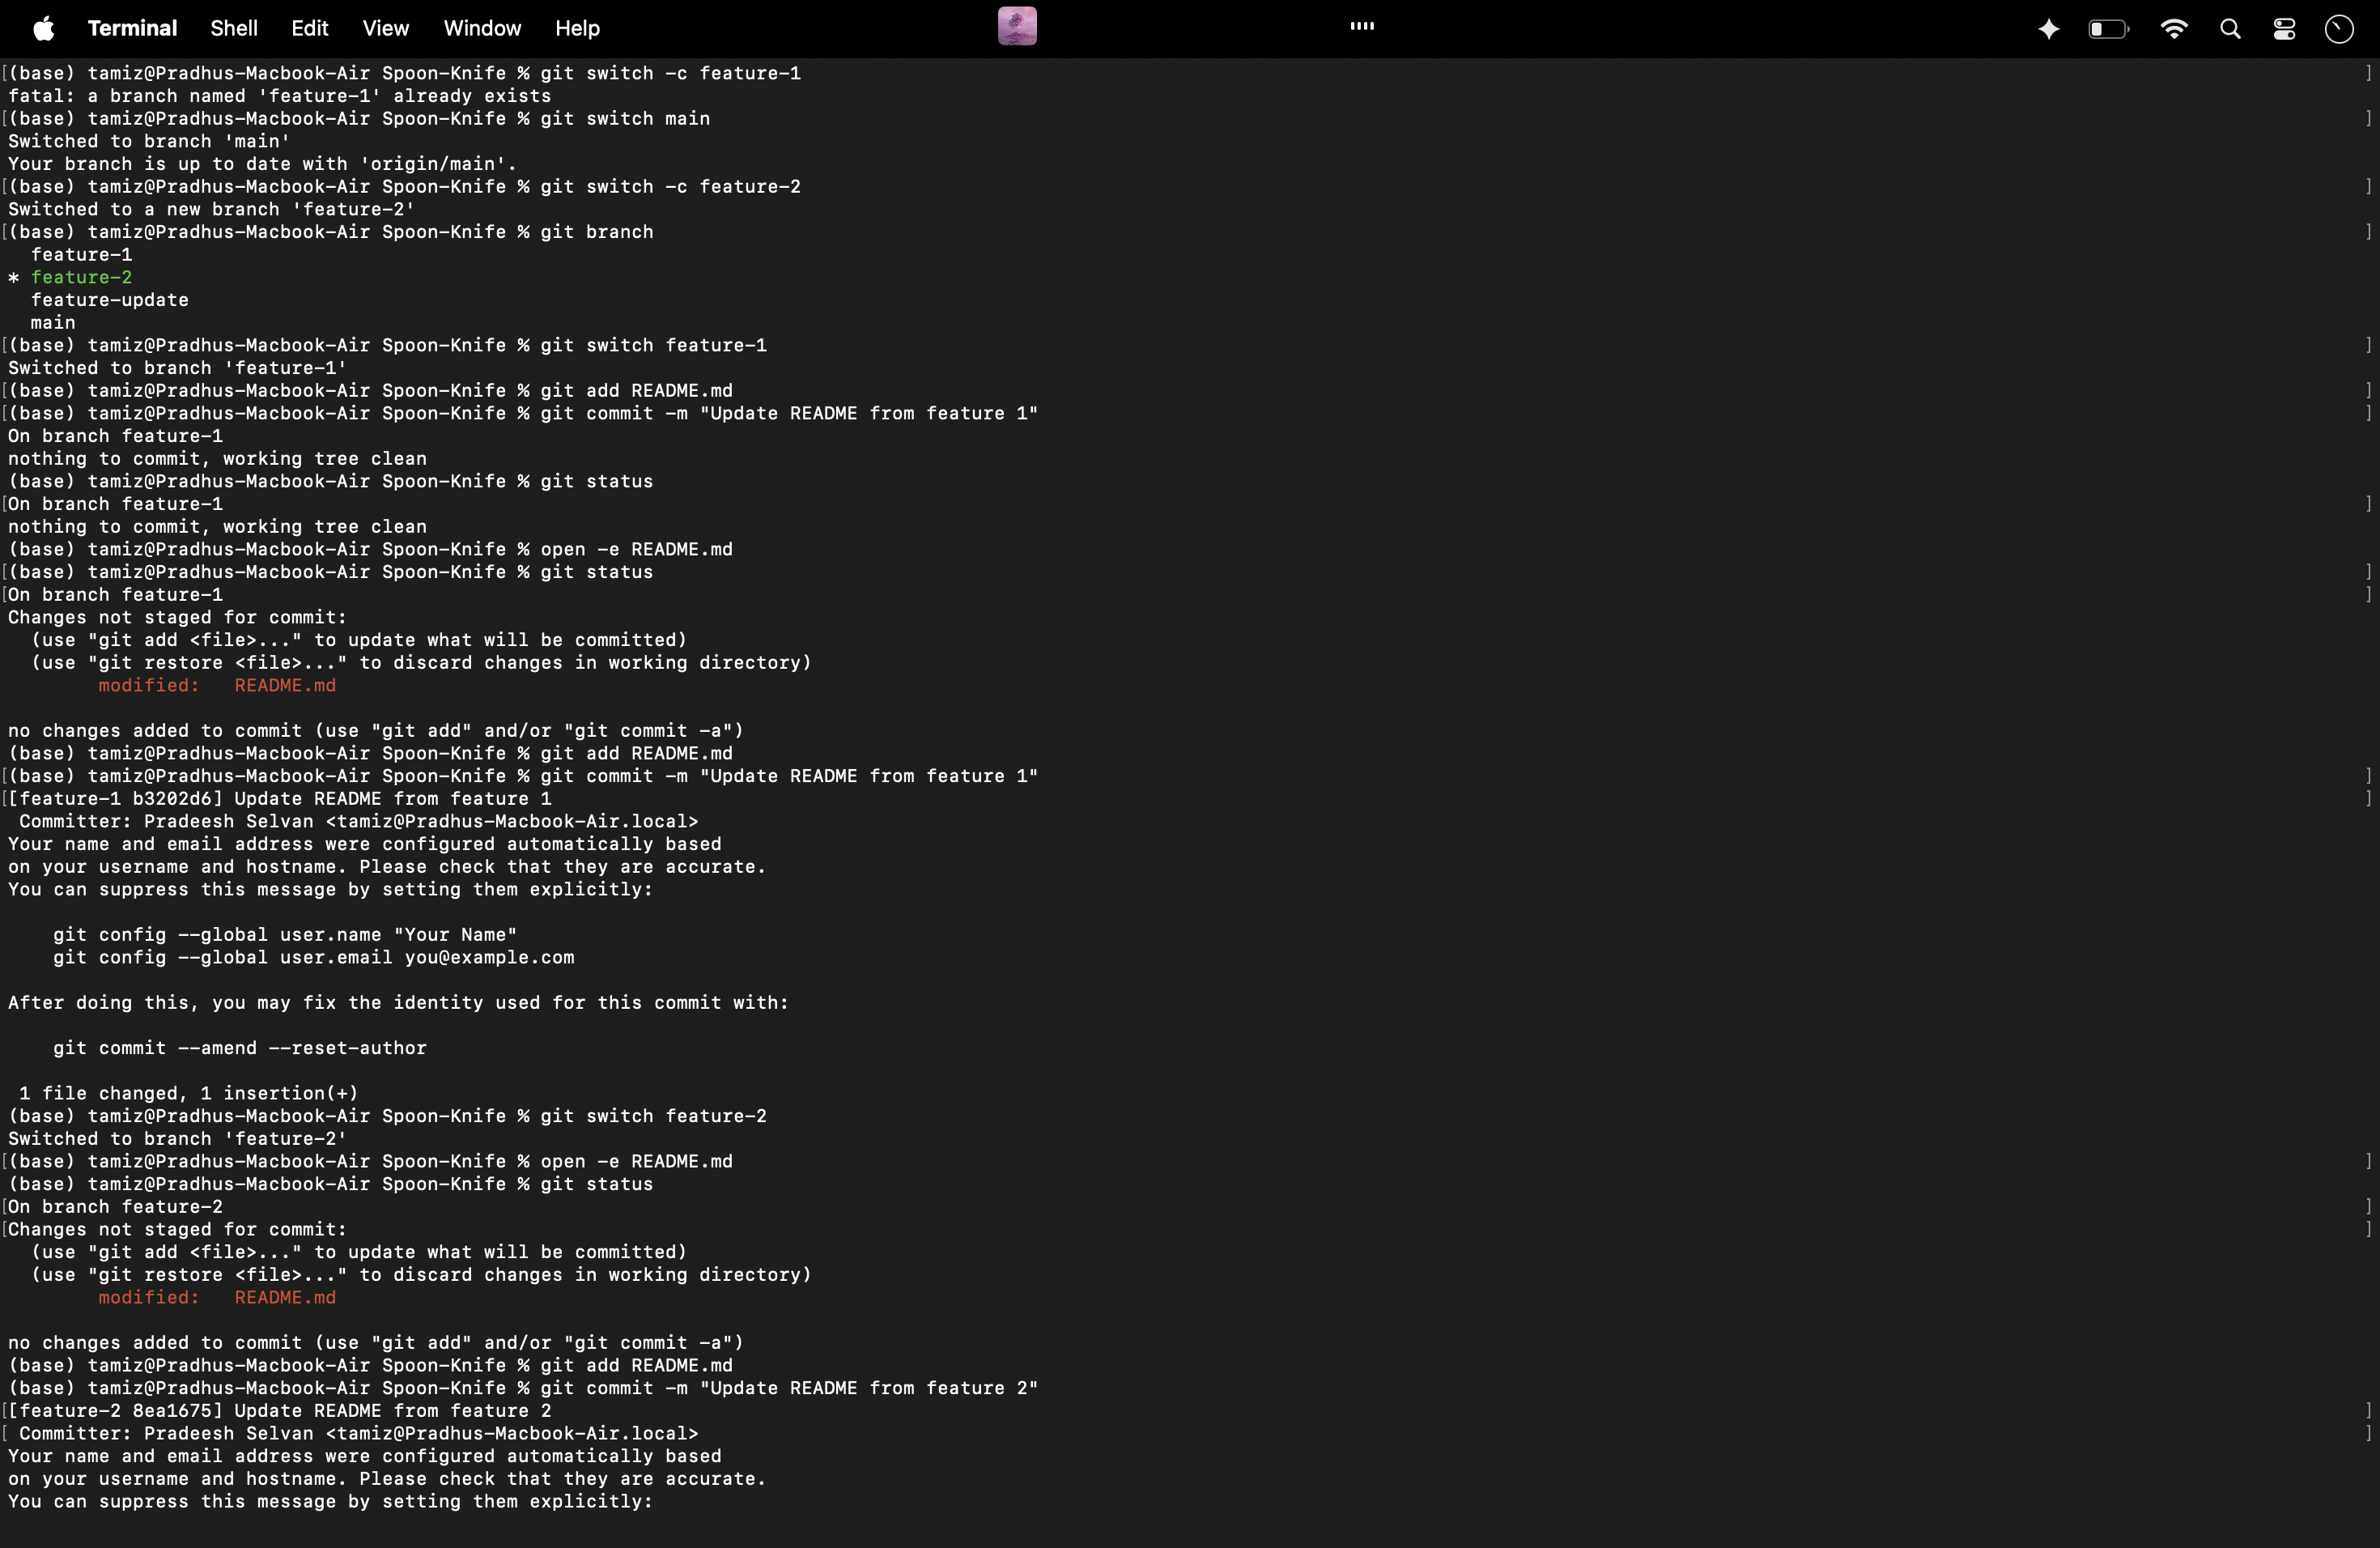 Terminal Shell Edit View Window Help
[(base) tamiz@Pradhus-Macbook-Air Spoon-Knife % git switch -c feature-1 ]
fatal: a branch named 'feature-1' already exists
[(base) tamiz@Pradhus-Macbook-Air Spoon-Knife % git switch main ]
Switched to branch 'main'
Your branch is up to date with 'origin/main'.
[(base) tamiz@Pradhus-Macbook-Air Spoon-Knife % git switch -c feature-2 ]
Switched to a new branch 'feature-2'
[(base) tamiz@Pradhus-Macbook-Air Spoon-Knife % git branch ]
  feature-1
* feature-2
  feature-update
  main
[(base) tamiz@Pradhus-Macbook-Air Spoon-Knife % git switch feature-1 ]
Switched to branch 'feature-1'
[(base) tamiz@Pradhus-Macbook-Air Spoon-Knife % git add README.md ]
[(base) tamiz@Pradhus-Macbook-Air Spoon-Knife % git commit -m "Update README from feature 1" ]
On branch feature-1
nothing to commit, working tree clean
(base) tamiz@Pradhus-Macbook-Air Spoon-Knife % git status
[On branch feature-1 ]
nothing to commit, working tree clean
(base) tamiz@Pradhus-Macbook-Air Spoon-Knife % open -e README.md
[(base) tamiz@Pradhus-Macbook-Air Spoon-Knife % git status ]
[On branch feature-1 ]
Changes not staged for commit:
  (use "git add <file>..." to update what will be committed)
  (use "git restore <file>..." to discard changes in working directory)
        modified:   README.md

no changes added to commit (use "git add" and/or "git commit -a")
(base) tamiz@Pradhus-Macbook-Air Spoon-Knife % git add README.md
[(base) tamiz@Pradhus-Macbook-Air Spoon-Knife % git commit -m "Update README from feature 1" ]
[[feature-1 b3202d6] Update README from feature 1 ]
 Committer: Pradeesh Selvan <tamiz@Pradhus-Macbook-Air.local>
Your name and email address were configured automatically based
on your username and hostname. Please check that they are accurate.
You can suppress this message by setting them explicitly:

    git config --global user.name "Your Name"
    git config --global user.email you@example.com

After doing this, you may fix the identity used for this commit with:

    git commit --amend --reset-author

 1 file changed, 1 insertion(+)
(base) tamiz@Pradhus-Macbook-Air Spoon-Knife % git switch feature-2
Switched to branch 'feature-2'
[(base) tamiz@Pradhus-Macbook-Air Spoon-Knife % open -e README.md ]
(base) tamiz@Pradhus-Macbook-Air Spoon-Knife % git status
[On branch feature-2 ]
[Changes not staged for commit: ]
  (use "git add <file>..." to update what will be committed)
  (use "git restore <file>..." to discard changes in working directory)
        modified:   README.md

no changes added to commit (use "git add" and/or "git commit -a")
(base) tamiz@Pradhus-Macbook-Air Spoon-Knife % git add README.md
(base) tamiz@Pradhus-Macbook-Air Spoon-Knife % git commit -m "Update README from feature 2"
[[feature-2 8ea1675] Update README from feature 2 ]
[ Committer: Pradeesh Selvan <tamiz@Pradhus-Macbook-Air.local> ]
Your name and email address were configured automatically based
on your username and hostname. Please check that they are accurate.
You can suppress this message by setting them explicitly: